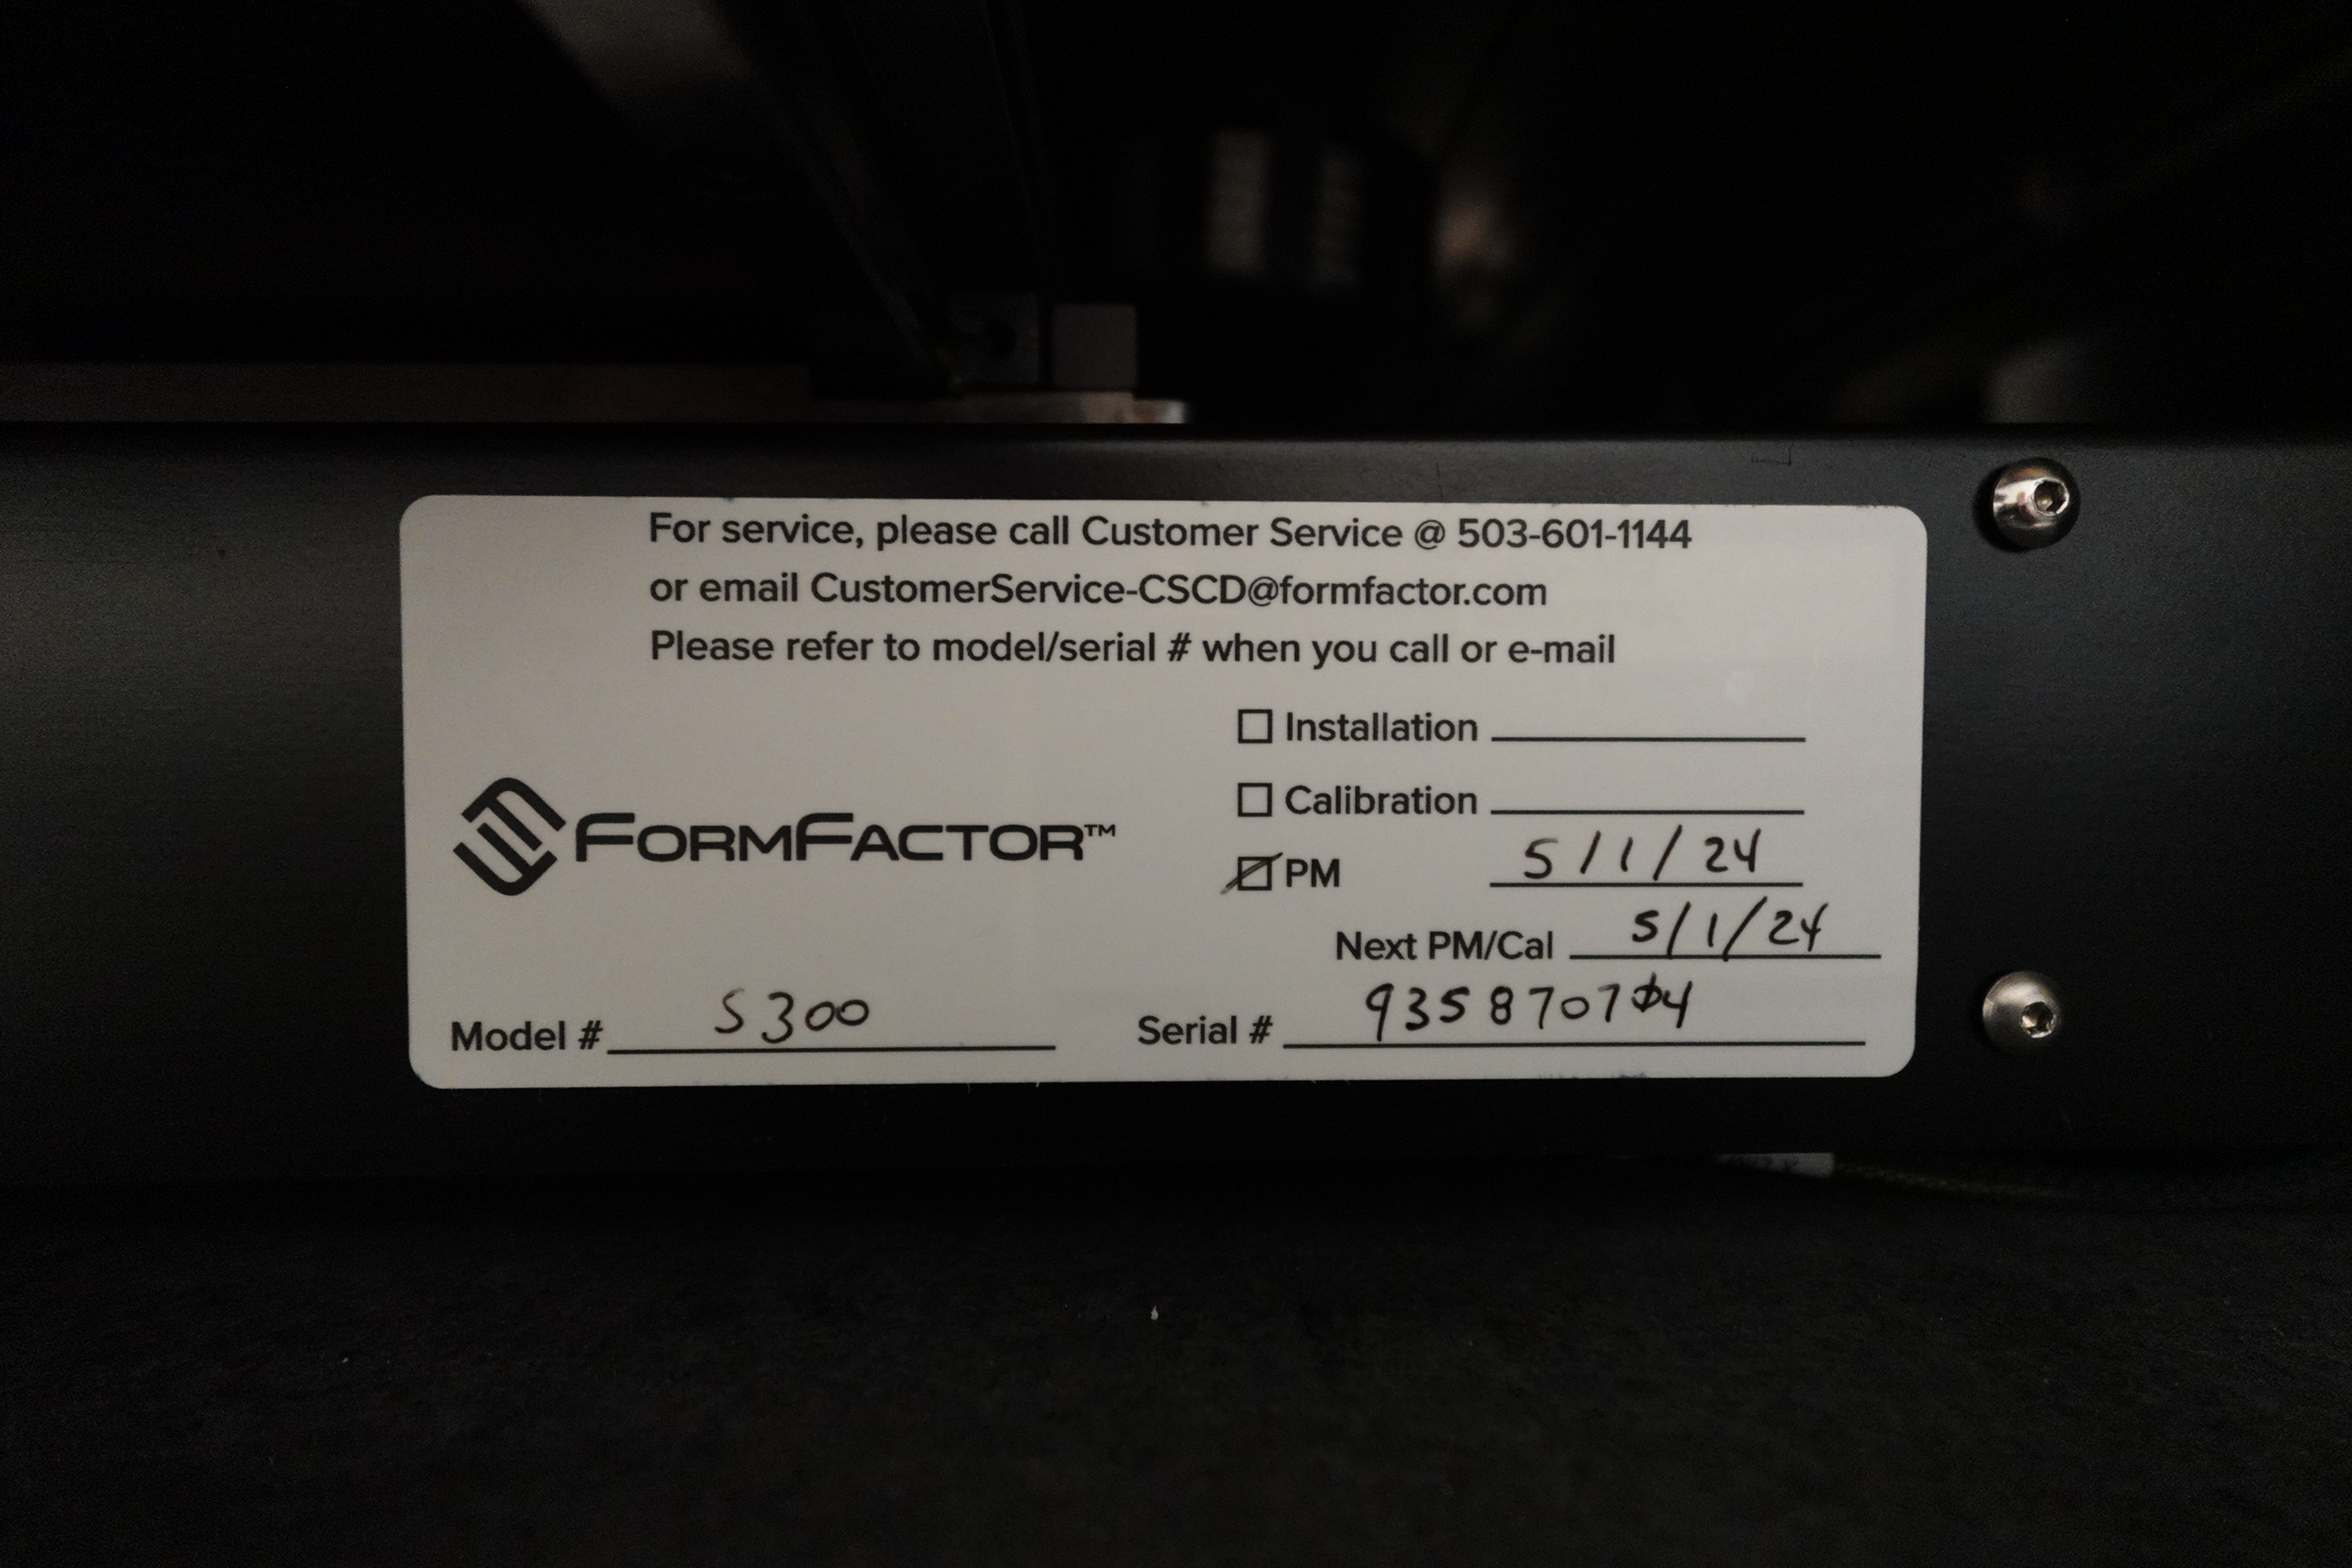 For service, please call Customer Service @ 503-601-1144
or email CustomerService-CSCD@formfactor.com
Please refer to model/serial # when you call or e-mail
Installation
Calibration
FORMFACTOR™
PM 5/1/24
Next PM/Cal 5/1/24
Model # S300 Serial #